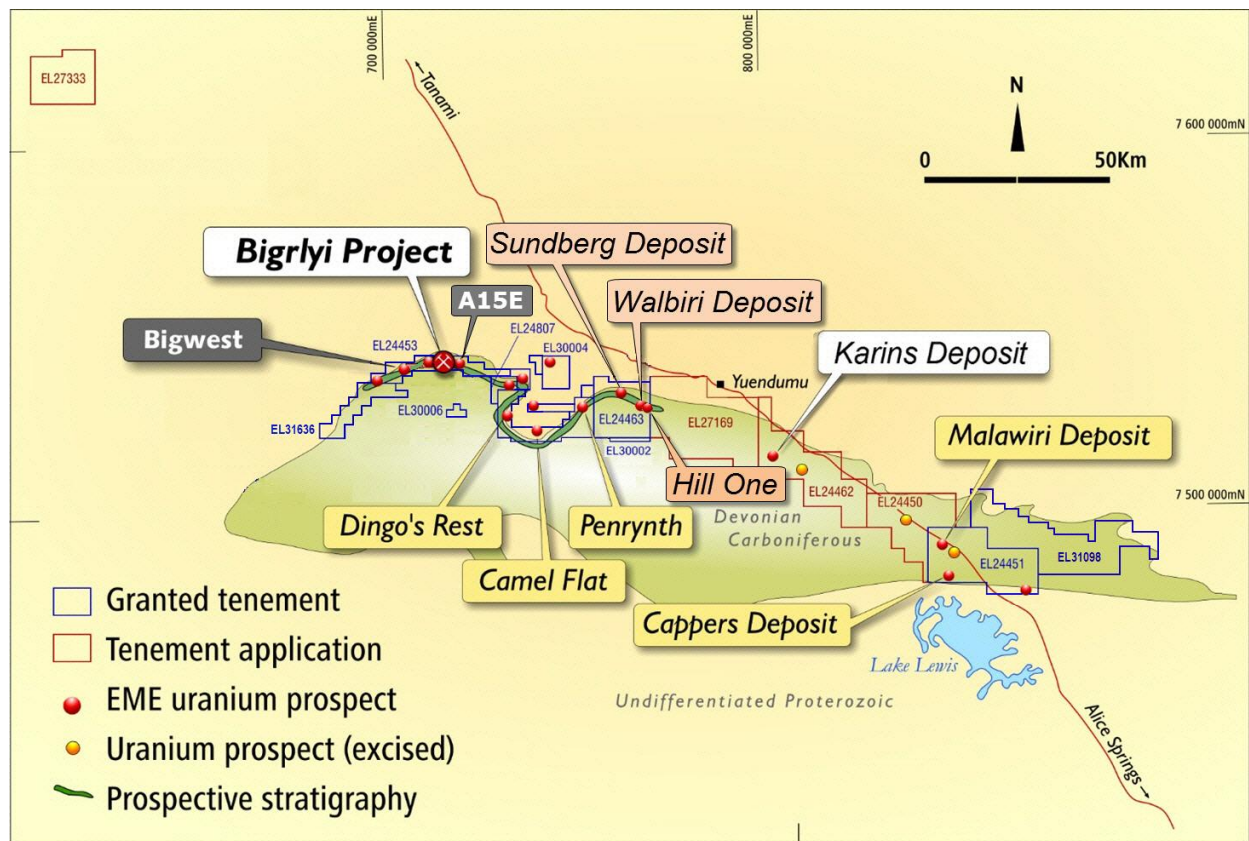 700 000mE
800 000mE
EL27333
Tanami
N
7 600 000mN
0
50Km
Bigrlyi Project
Sundberg Deposit
A15E
Walbiri Deposit
Bigwest
EL24453
EL24807
EL30004
Karins Deposit
Yuendumu
EL30006
EL31636
EL24463
EL27169
EL30002
Malawiri Deposit
Hill One
EL24462
EL24450
7 500 000mN
Dingo's Rest
Penrynth
Devonian
Carboniferous
EL24451
EL31098
Camel Flat
Granted tenement
Cappers Deposit
Tenement application
Lake Lewis
EME uranium prospect
Undifferentiated Proterozoic
Alice Springs
Uranium prospect (excised)
Prospective stratigraphy